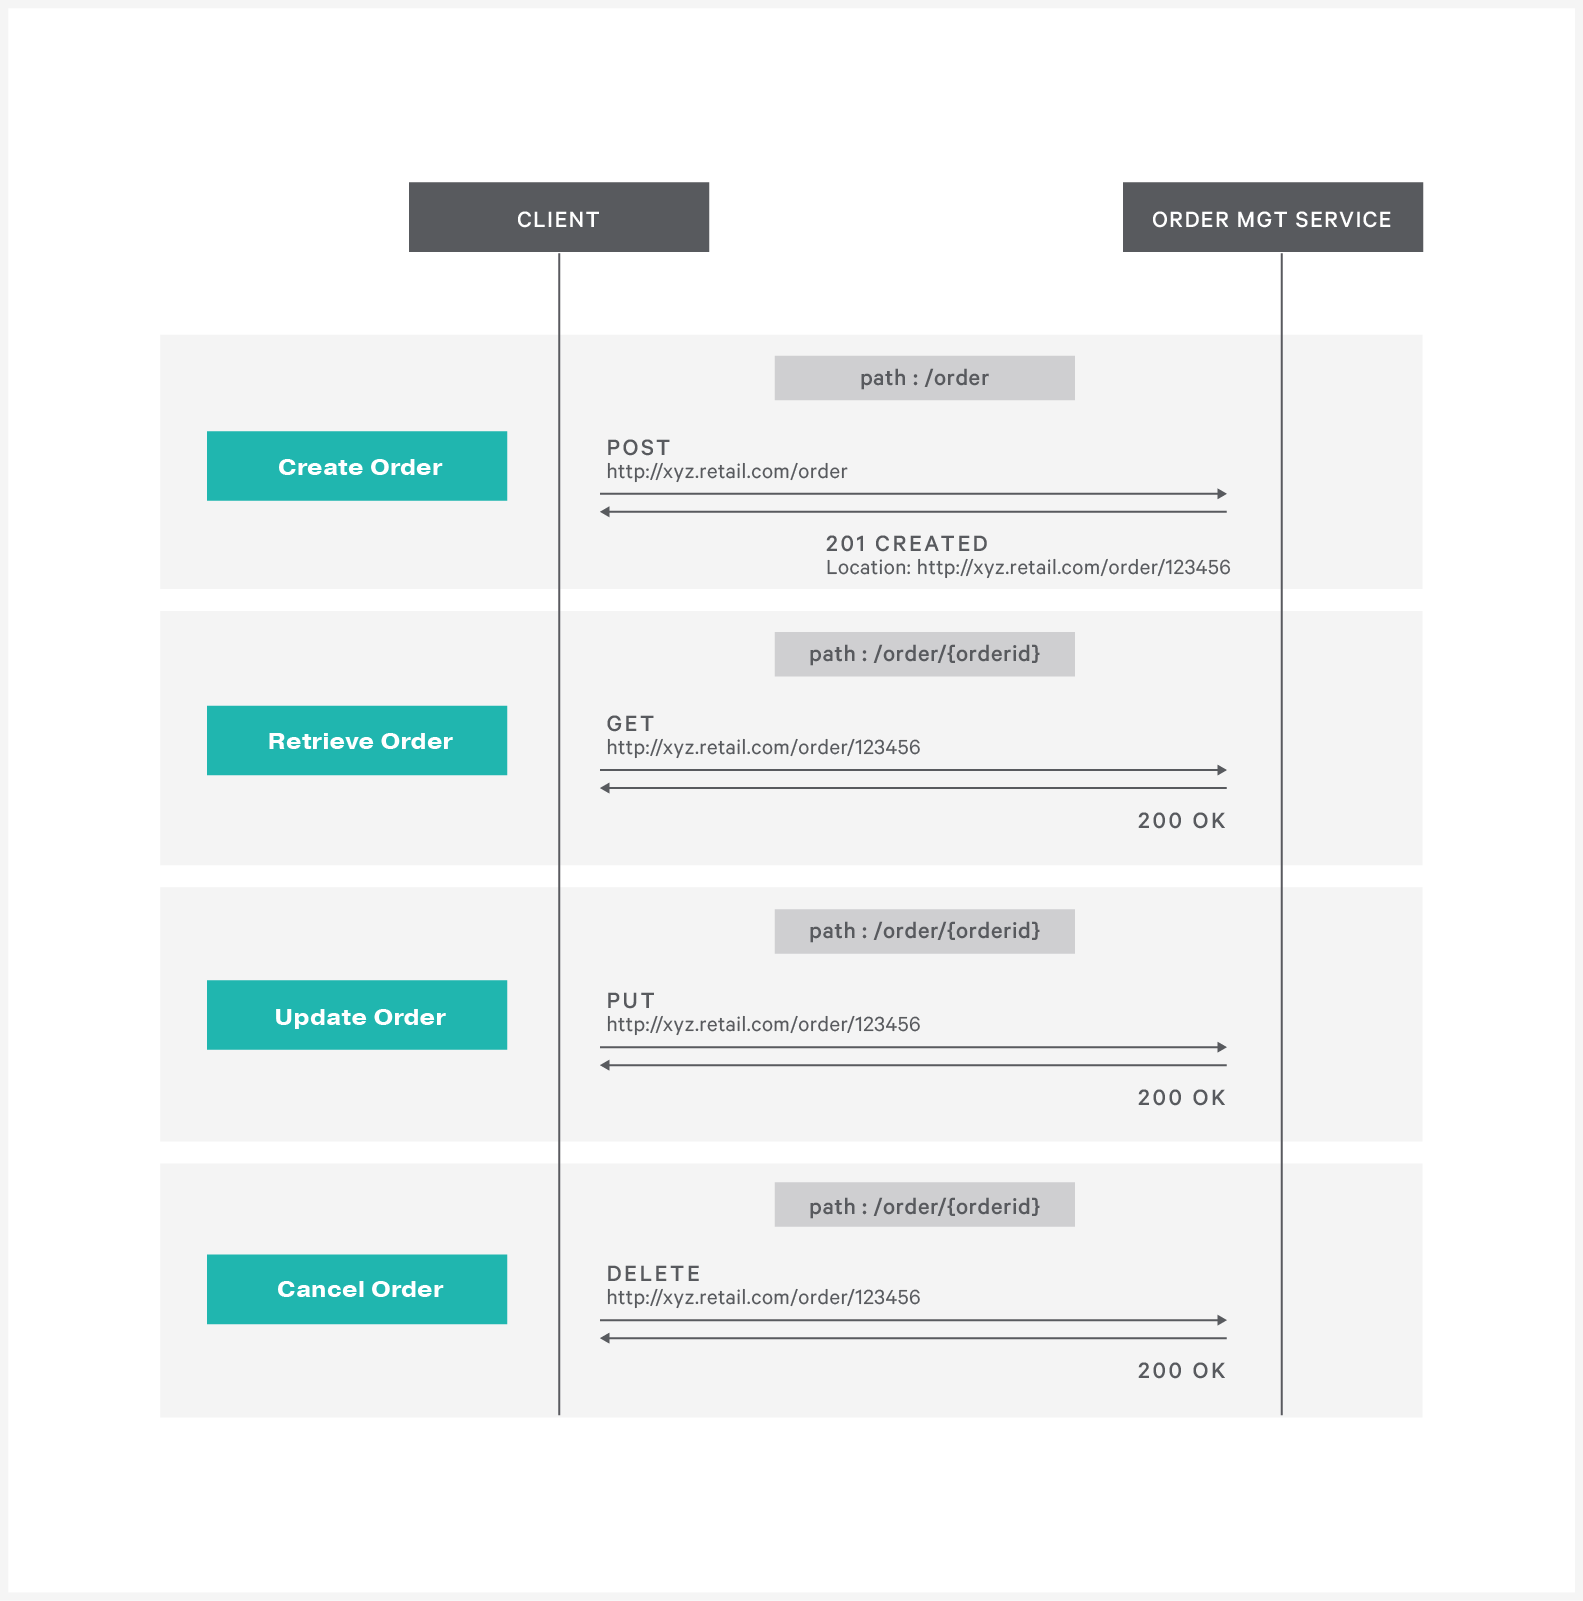 CLIENT
ORDER MGT SERVICE
path : /order
Create Order
POST
http://xyz.retail.com/order
201 CREATED
Location: http://xyz.retail.com/order/123456
path : /order/{orderid}
Retrieve Order
GET
http://xyz.retail.com/order/123456
200 OK
path : /order/{orderid}
Update Order
PUT
http://xyz.retail.com/order/123456
200 OK
path : /order/{orderid}
Cancel Order
DELETE
http://xyz.retail.com/order/123456
200 OK